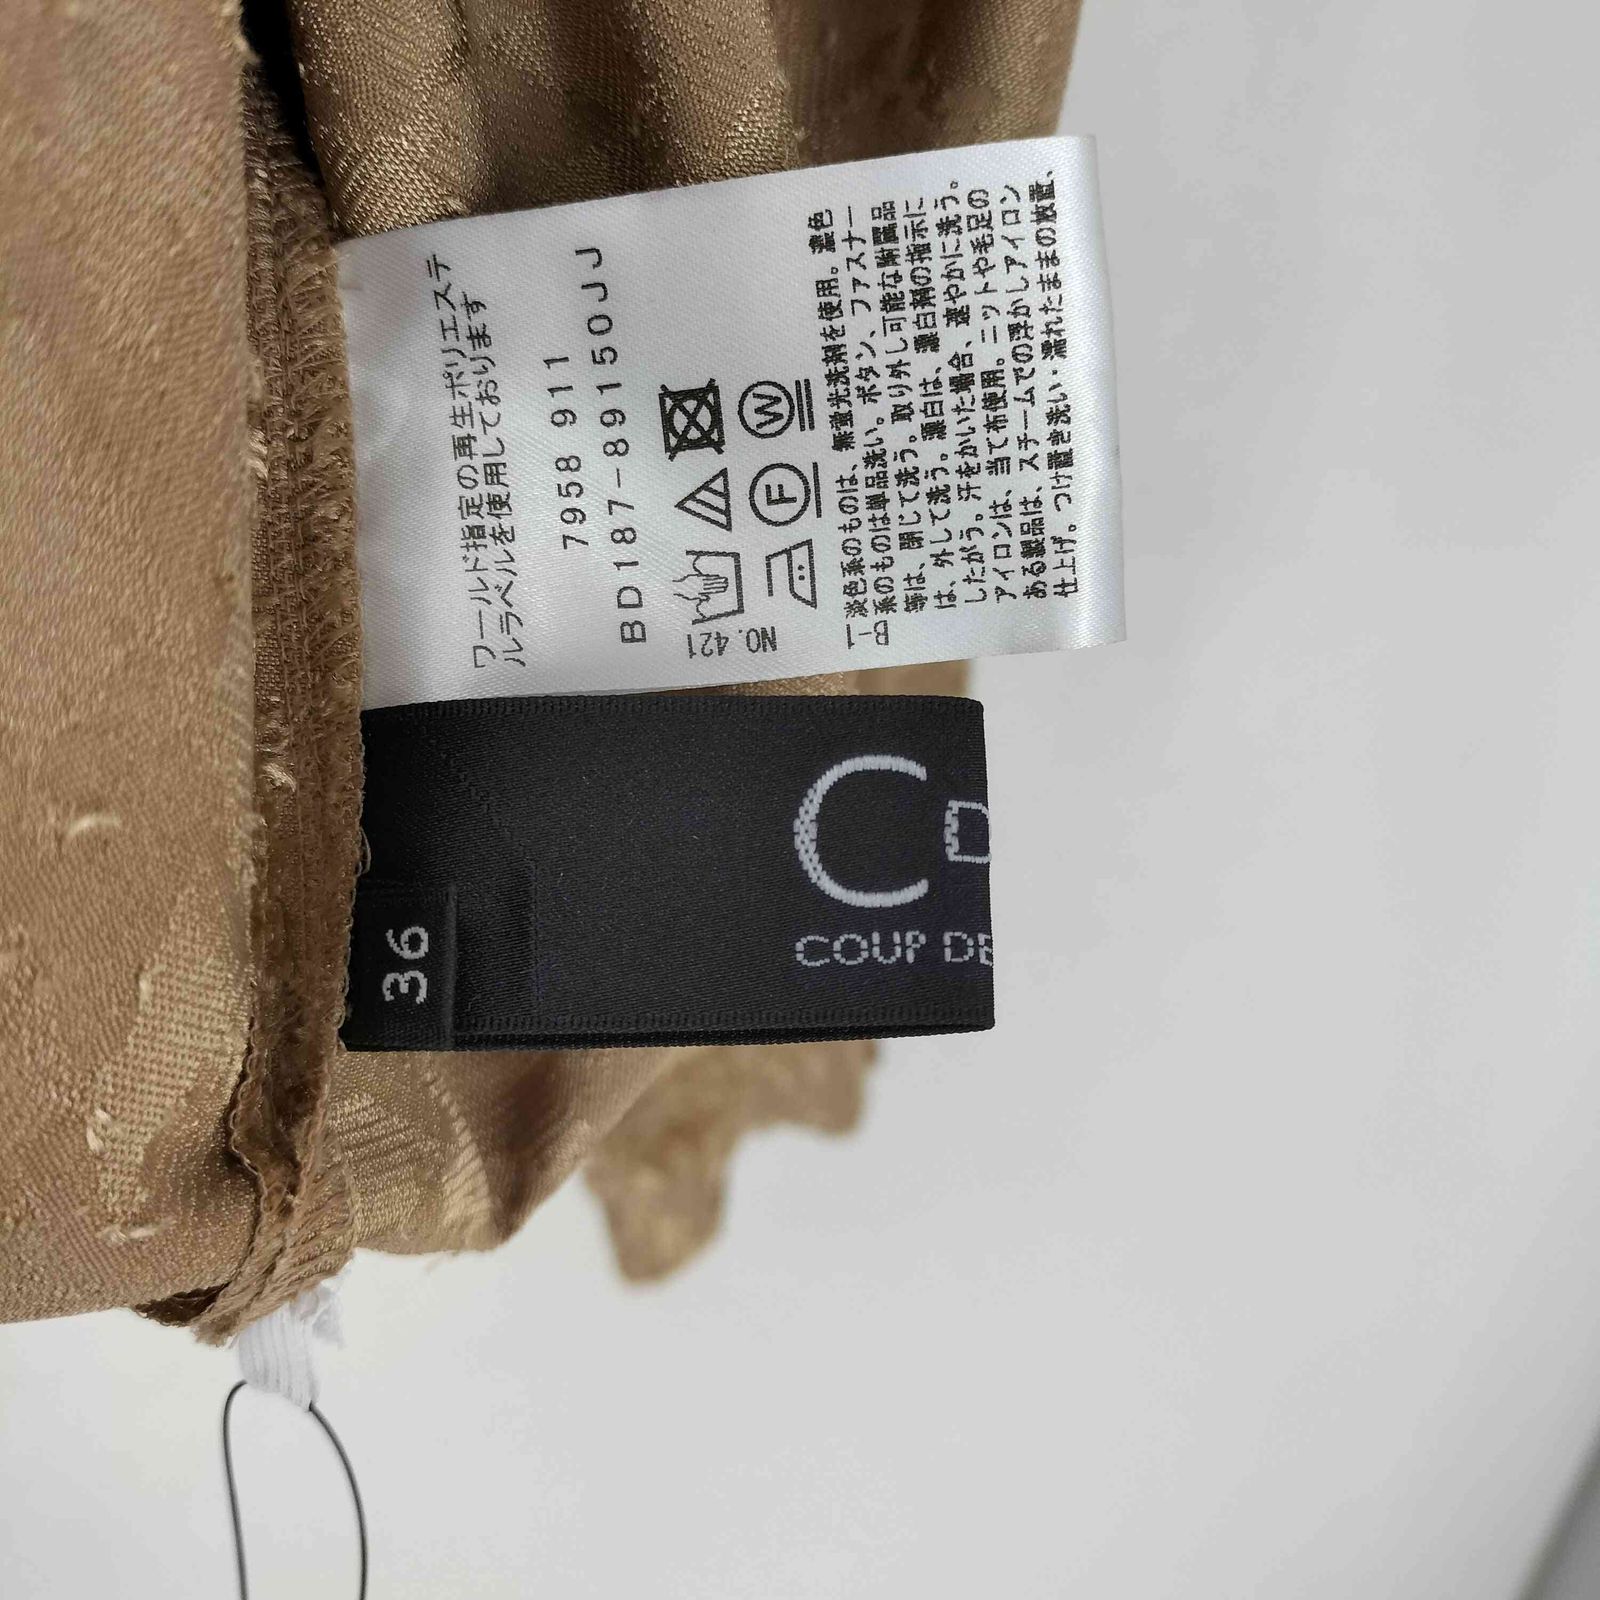 ワールド指定の再生ポリエステ
ルラベルを使用しております
7958 911
BD187-89150JJ
NO.421
W
F
淡色系のものは、無蛍光洗剤を使用。濃色
系のものは単品洗い。ボタン、ファスナー
等は、閉じて洗う。取り外し可能な附属品
は、外して洗う。漂白は、漂白剤の指示に
したがう。汗をかいた場合、速やかに洗う。
アイロンは、当て布使用。ニットや毛足の
ある製品は、スチームでの浮かしアイロン
仕上げ。つけ置き洗い・濡れたままの放置、
36
C D
COUP DE